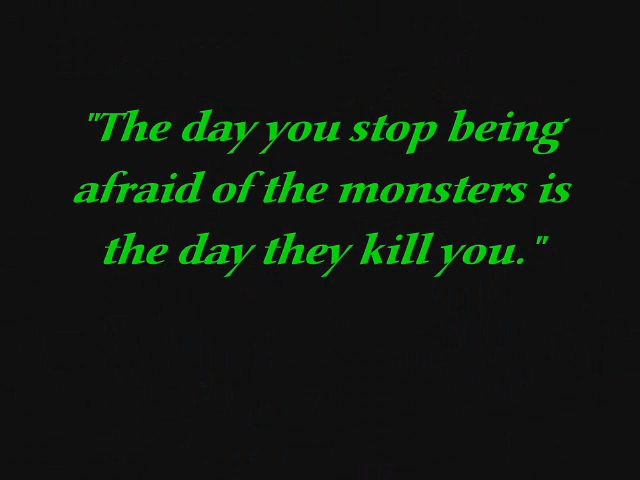 "The day you stop being
afraid of the monsters is
the day they kill you."